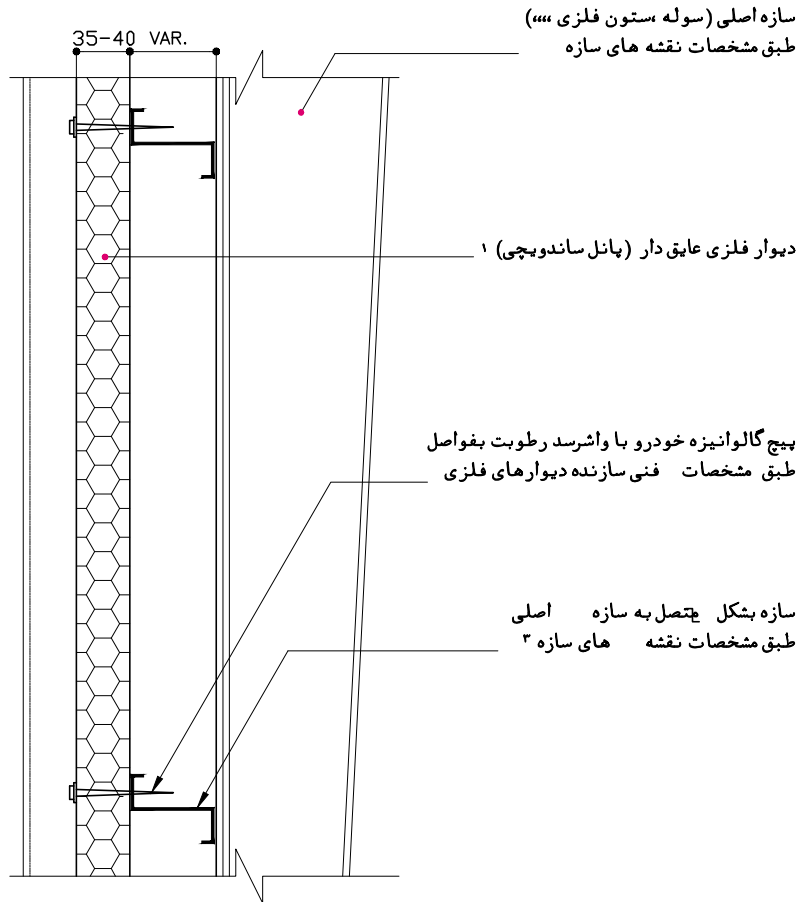 35-40 VAR.
سازه اصلی (سوله ،ستون فلزی ،،،،)
طبق مشخصات نقشه های سازه
دیوار فلزی عایق دار (پانل ساندویچی) ۱
پیچ گالوانیزه خودرو با واشرسد رطوبت بفواصل
طبق مشخصات فنی سازنده دیوارهای فلزی
سازه بشکل متصل به سازه اصلی
طبق مشخصات نقشه های سازه ۳